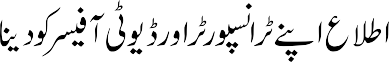 اطلاع اپنے ٹرانسپورٹر اور ڈیوٹی آفیسر کو دینا